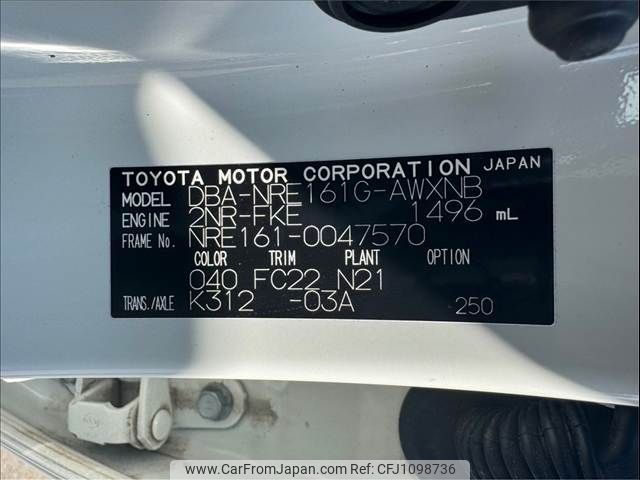 TOYOTA MOTOR CORPORATION JAPAN
MODEL DBA-NRE161G-AWXNB
ENGINE 2NR-FKE 1496 mL
FRAME No. NRE161-0047570
COLOR TRIM PLANT OPTION
040 FC22 N21
TRANS./AXLE K312 -03A 250
www.CarFromJapan.com|Ref.No CFJ1098736